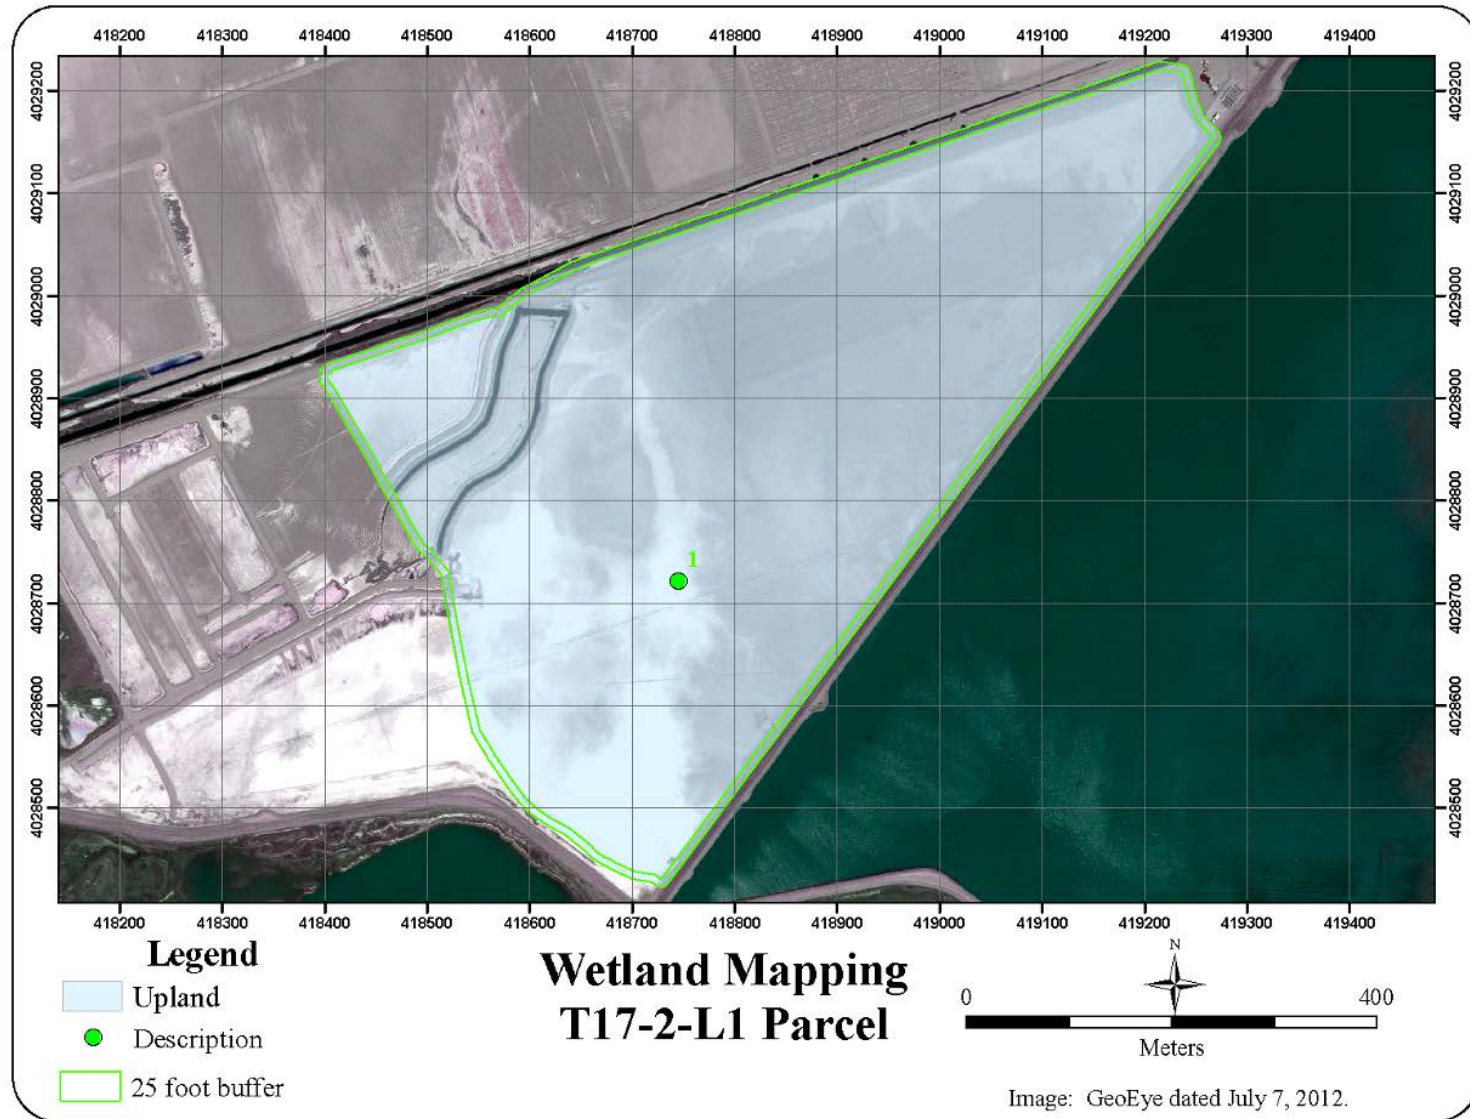 418200 418300 418400 418500 418600 418700 418800 418900 419000 419100 419200 419300 419400
4029200
4029100
4029000
4028900
4028800
4028700
4028600
4028500
1
4029200
4029100
4029000
4028900
4028800
4028700
4028600
4028500
418200 418300 418400 418500 418600 418700 418800 418900 419000 419100 419200 419300 419400
Legend
Upland
Description
25 foot buffer
Wetland Mapping
T17-2-L1 Parcel
N
0 400
Meters
Image: GeoEye dated July 7, 2012.